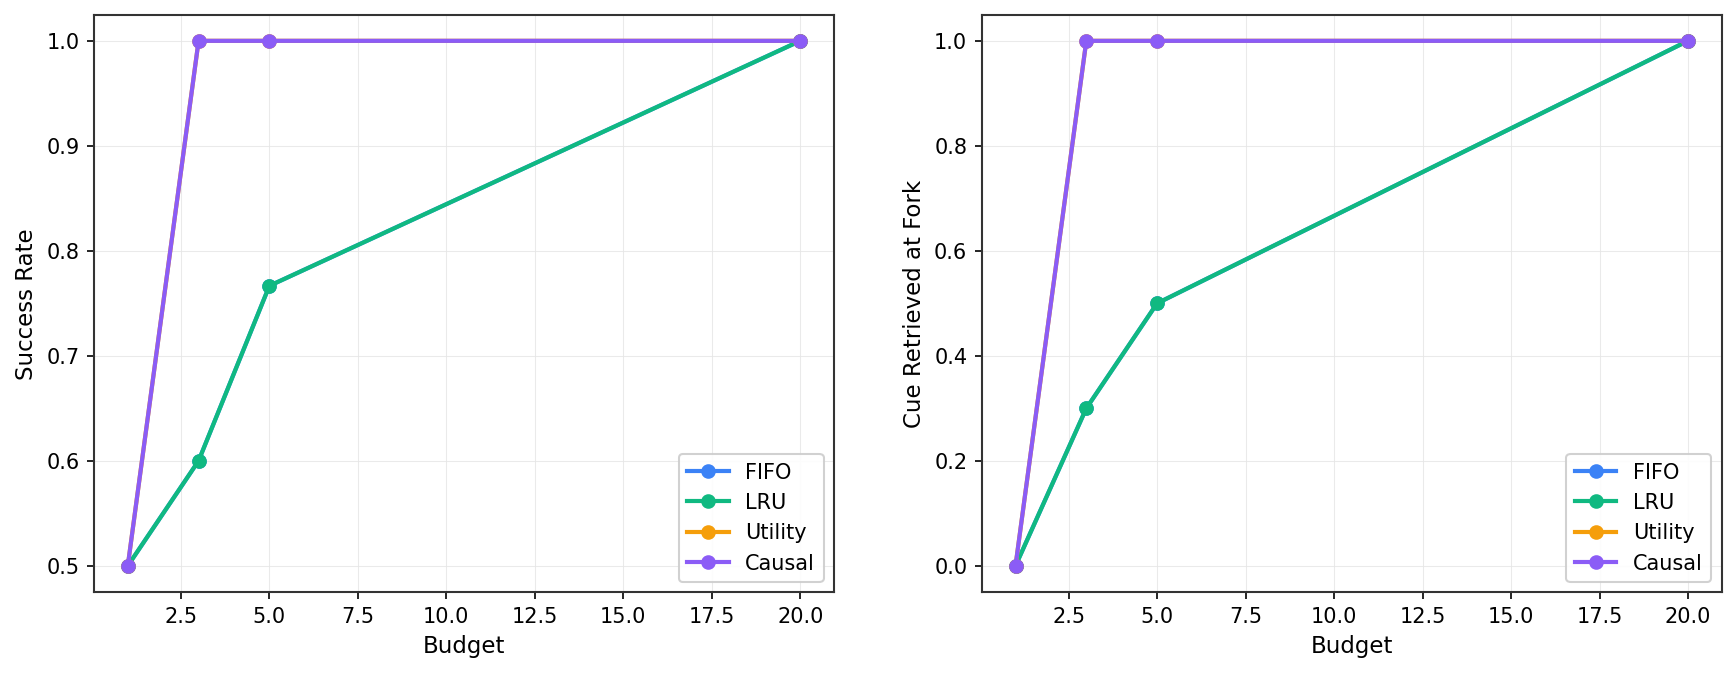 Success Rate
1.0
0.9
0.8
0.7
0.6
0.5
2.5 5.0 7.5 10.0 12.5 15.0 17.5 20.0
Budget
FIFO
LRU
Utility
Causal
Cue Retrieved at Fork
1.0
0.8
0.6
0.4
0.2
0.0
2.5 5.0 7.5 10.0 12.5 15.0 17.5 20.0
Budget
FIFO
LRU
Utility
Causal